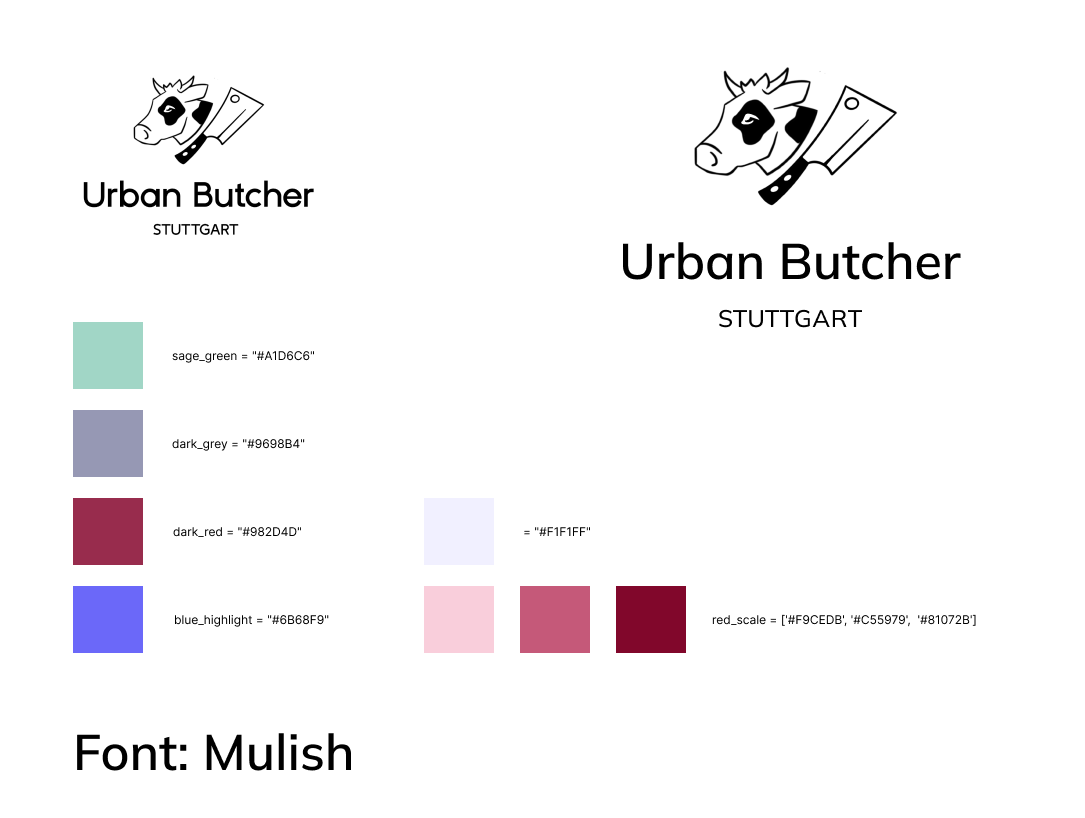 Urban Butcher
STUTTGART
Urban Butcher
STUTTGART
sage_green = "#A1D6C6"
dark_grey = "#9698B4"
dark_red = "#982D4D"
= "#F1F1FF"
blue_highlight = "#6B68F9"
red_scale = ['#F9CEDB', '#C55979',  '#81072B']
Font: Mulish